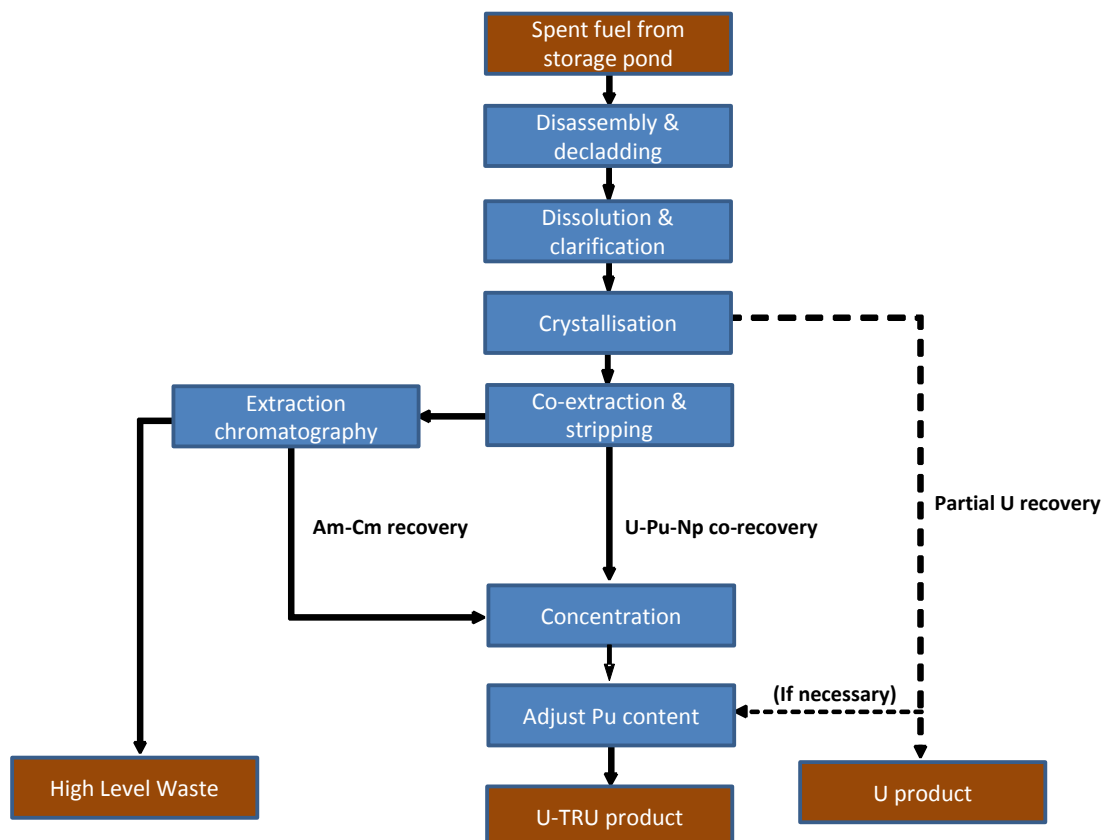 Spent fuel from
storage pond
Disassembly &
decladding
Dissolution &
clarification
Crystallisation
Extraction
chromatography
Co-extraction &
stripping
Partial U recovery
Am-Cm recovery
U-Pu-Np co-recovery
Concentration
(If necessary)
Adjust Pu content
High Level Waste
U product
U-TRU product